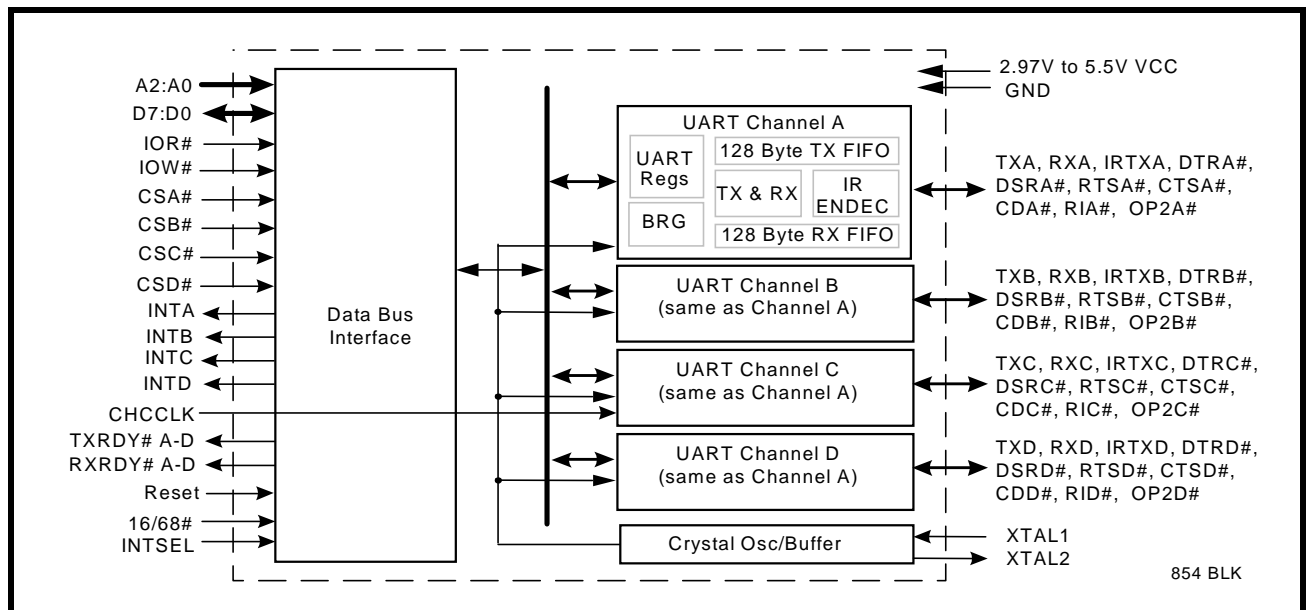 A2:A0
D7:D0
IOR#
IOW#
CSA#
CSB#
CSC#
CSD#
INTA
INTB
INTC
INTD
CHCCLK
TXRDY# A-D
RXRDY# A-D
Reset
16/68#
INTSEL
Data Bus
Interface
UART Channel A
UART
Regs
BRG
128 Byte TX FIFO
TX & RX
IR
ENDEC
128 Byte RX FIFO
UART Channel B
(same as Channel A)
UART Channel C
(same as Channel A)
UART Channel D
(same as Channel A)
Crystal Osc/Buffer
2.97V to 5.5V VCC
GND
TXA, RXA, IRTXA, DTRA#,
DSRA#, RTSA#, CTSA#,
CDA#, RIA#, OP2A#
TXB, RXB, IRTXB, DTRB#,
DSRB#, RTSB#, CTSB#,
CDB#, RIB#, OP2B#
TXC, RXC, IRTXC, DTRC#,
DSRC#, RTSC#, CTSC#,
CDC#, RIC#, OP2C#
TXD, RXD, IRTXD, DTRD#,
DSRD#, RTSD#, CTSD#,
CDD#, RID#, OP2D#
XTAL1
XTAL2
854 BLK